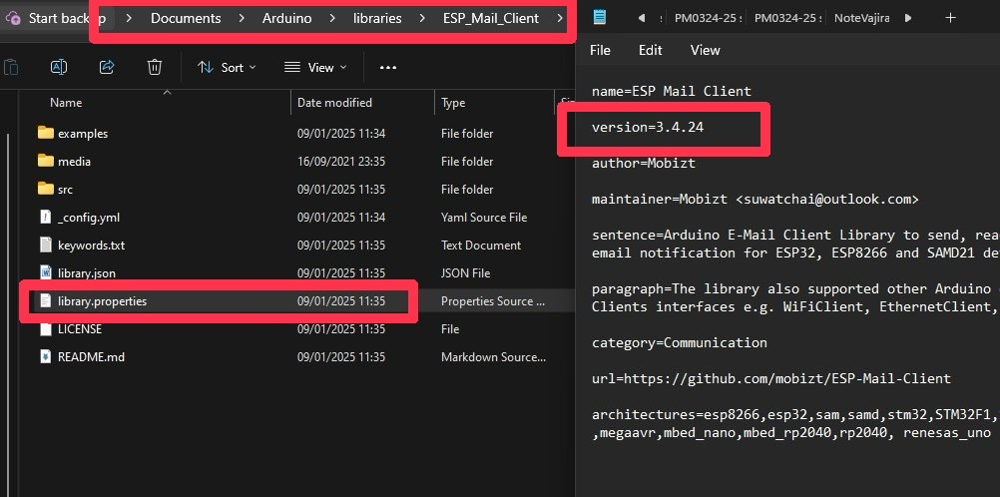 Start backup > Documents > Arduino > libraries > ESP_Mail_Client >
Sort View
Name Date modified Type
examples 09/01/2025 11:34 File folder
media 16/09/2021 23:35 File folder
src 09/01/2025 11:35 File folder
_config.yml 09/01/2025 11:34 Yaml Source File
keywords.txt 09/01/2025 11:35 Text Document
library.json 09/01/2025 11:35 JSON File
library.properties 09/01/2025 11:35 Properties Source ...
LICENSE 09/01/2025 11:35 File
README.md 09/01/2025 11:35 Markdown Source...
PM0324-25 PM0324-25 NoteVajira
File Edit View
name=ESP Mail Client
version=3.4.24
author=Mobizt
maintainer=Mobizt <suwatchai@outlook.com>
sentence=Arduino E-Mail Client Library to send,
email notification for ESP32, ESP8266 and SAMD21
paragraph=The library also supported other Arduino
Clients interfaces e.g. WiFiClient, EthernetClient,
category=Communication
url=https://github.com/mobizt/ESP-Mail-Client
architectures=esp8266,esp32,sam,samd,stm32,STM32F1,
,megaavr,mbed_nano,mbed_rp2040,rp2040, renesas_uno